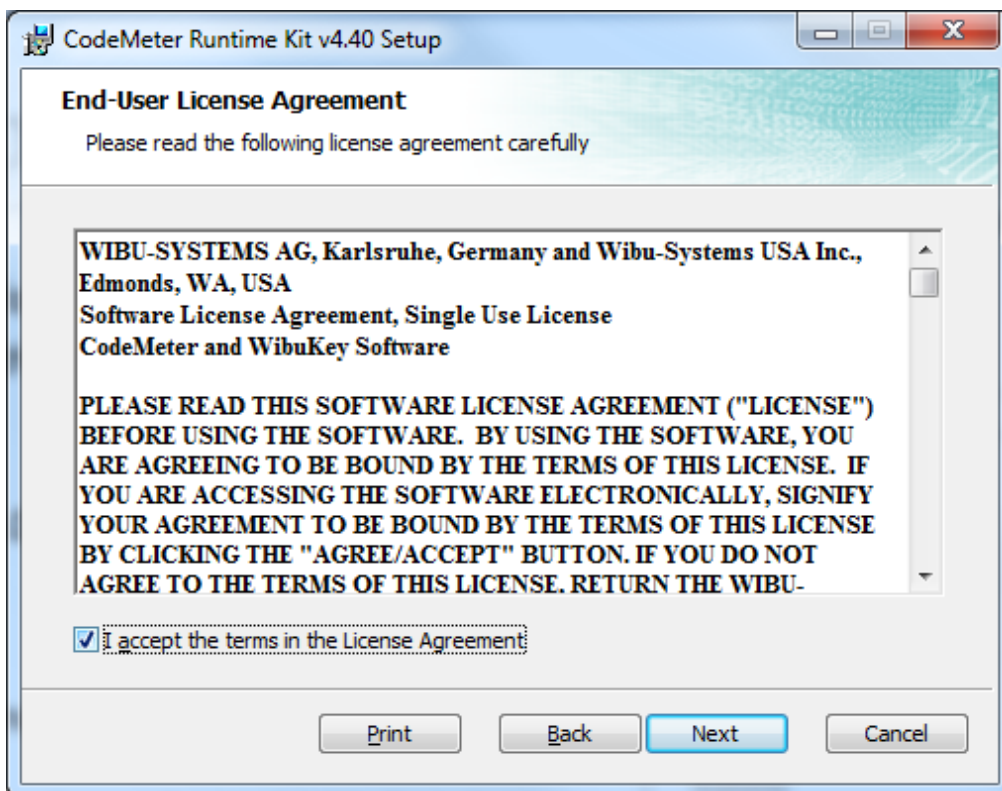 CodeMeter Runtime Kit v4.40 Setup
End-User License Agreement
Please read the following license agreement carefully
WIBU-SYSTEMS AG, Karlsruhe, Germany and Wibu-Systems USA Inc.,
Edmonds, WA, USA
Software License Agreement, Single Use License
CodeMeter and WibuKey Software
PLEASE READ THIS SOFTWARE LICENSE AGREEMENT ("LICENSE")
BEFORE USING THE SOFTWARE.  BY USING THE SOFTWARE, YOU
ARE AGREEING TO BE BOUND BY THE TERMS OF THIS LICENSE.  IF
YOU ARE ACCESSING THE SOFTWARE ELECTRONICALLY, SIGNIFY
YOUR AGREEMENT TO BE BOUND BY THE TERMS OF THIS LICENSE
BY CLICKING THE "AGREE/ACCEPT" BUTTON. IF YOU DO NOT
AGREE TO THE TERMS OF THIS LICENSE, RETURN THE WIBU-
I accept the terms in the License Agreement
Print Back Next Cancel